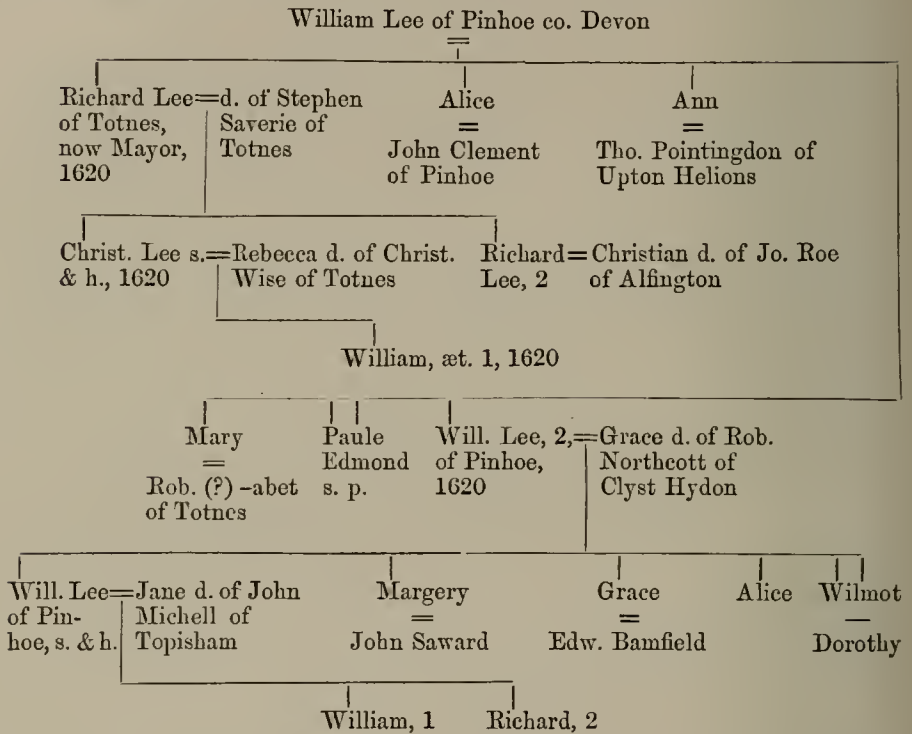 William Lee of Pinhoe co. Devon
=
Richard Lee=d. of Stephen Alice Ann
of Totnes, Saverie of = =
now Mayor, Totnes John Clement Tho. Pointingdon of
1620 of Pinhoe Upton Helions
Christ. Lee s.=Rebecca d. of Christ. Richard=Christian d. of Jo. Roe
& h., 1620 Wise of Totnes Lee, 2 of Alfington
William, æt. 1, 1620
Mary Paule Will. Lee, 2,=Grace d. of Rob.
= Edmond of Pinhoe, Northcott of
Rob. (?) -abet s. p. 1620 Clyst Hydon
of Totnes
Will. Lee=Jane d. of John Margery Grace Alice Wilmot
of Pin- Michell of = = —
hoe, s. & h. Topisham John Saward Edw. Bamfield Dorothy
William, 1 Richard, 2